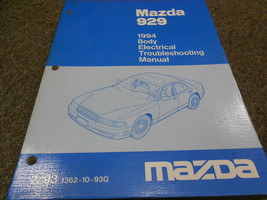 Mazda
929
1994
Body
Electrical
Troubleshooting
Manual
1362-10-93G
mazda